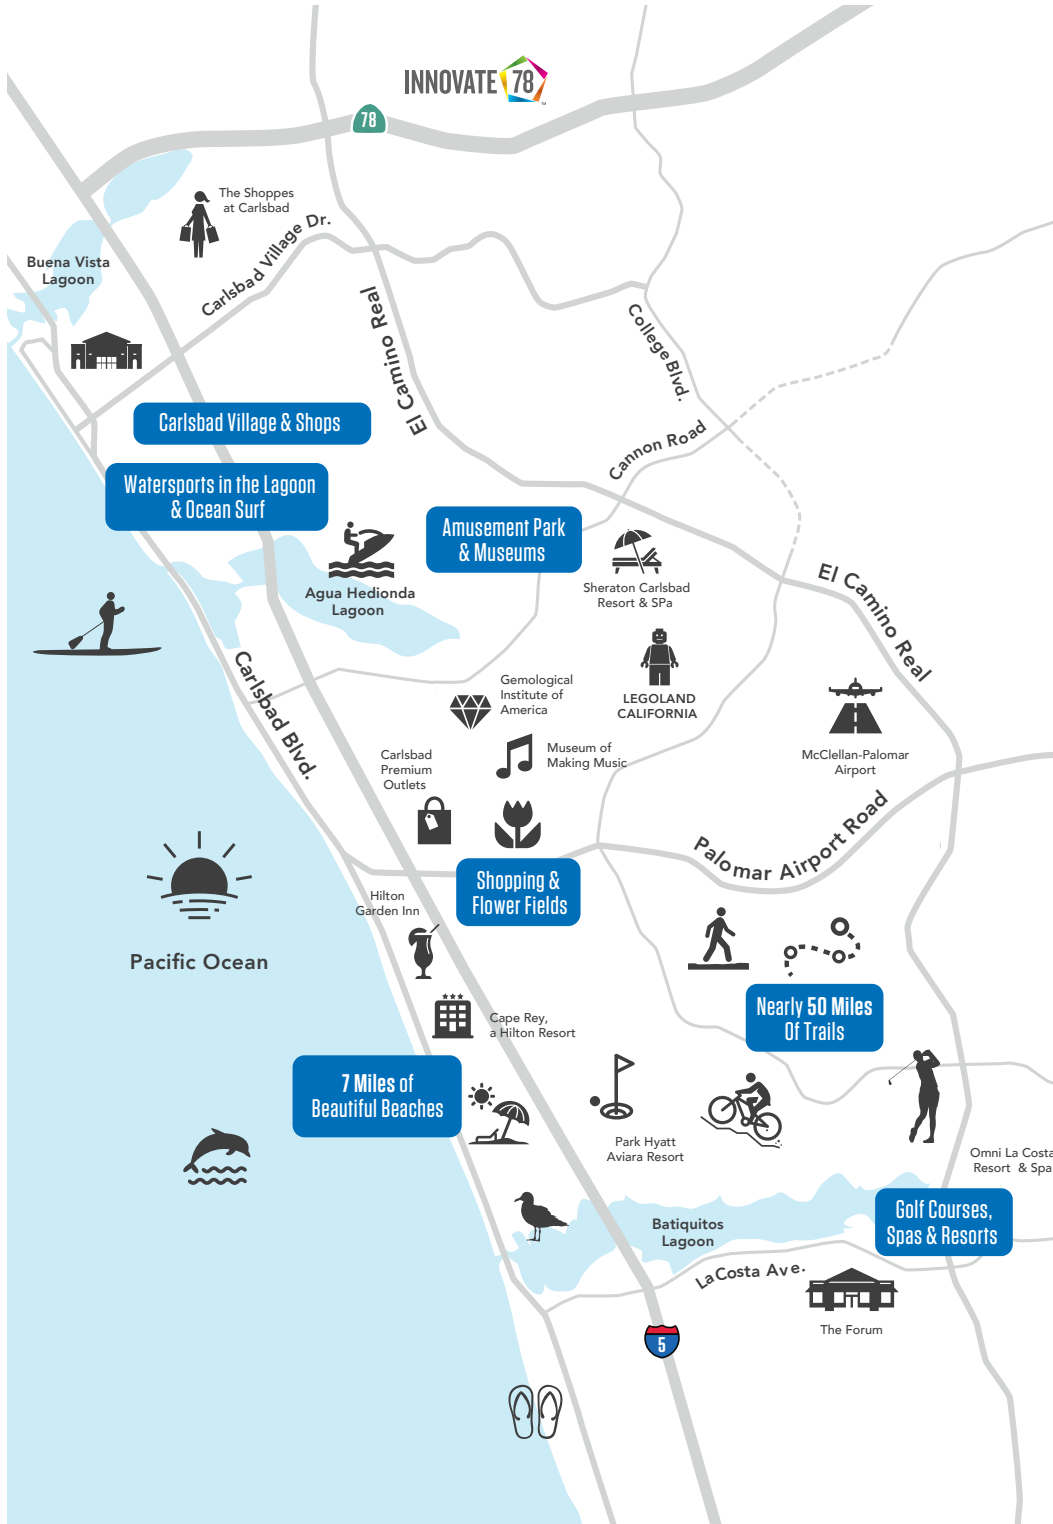 INNOVATE 78
™
78
The Shoppes
at Carlsbad
Carlsbad Village Dr.
Buena Vista
Lagoon
El Camino Real
College Blvd.
Carlsbad Village & Shops
Cannon Road
Watersports in the Lagoon
& Ocean Surf
Amusement Park
& Museums
Sheraton Carlsbad
Resort & SPa
Agua Hedionda
Lagoon
El Camino Real
Carlsbad Blvd.
Gemological
Institute of
America
LEGOLAND
CALIFORNIA
Museum of
Making Music
Carlsbad
Premium
Outlets
McClellan-Palomar
Airport
Palomar Airport Road
Shopping &
Flower Fields
Hilton
Garden Inn
Pacific Ocean
Nearly 50 Miles
Of Trails
Cape Rey,
a Hilton Resort
7 Miles of
Beautiful Beaches
Park Hyatt
Aviara Resort
Omni La Costa
Resort & Spa
Golf Courses,
Spas & Resorts
Batiquitos
Lagoon
La Costa Ave.
The Forum
5